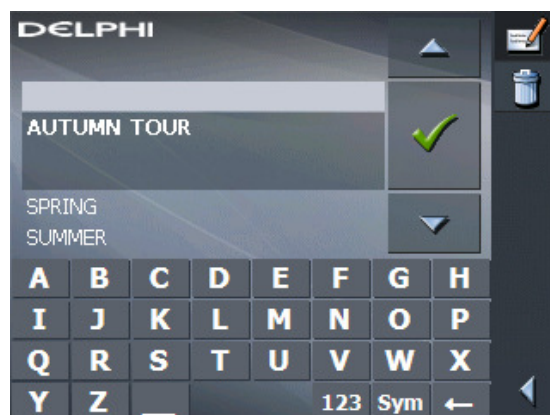 DELPHI
AUTUMN TOUR
SPRING
SUMMER
A B C D E F G H
I J K L M N O P
Q R S T U V W X
Y Z _ 123 Sym ←